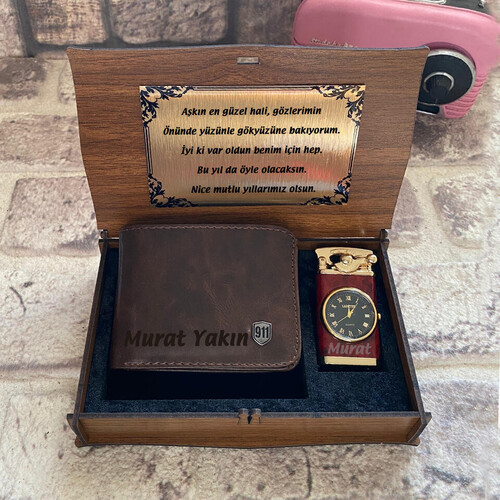 Aşkın en güzel hali, gözlerimin
Önünde yüzünle gökyüzüne bakıyorum.
İyi ki var oldun benim için hep.
Bu yıl da öyle olacaksın.
Nice mutlu yıllarımız olsun.
Murat Yakın
911
Murat